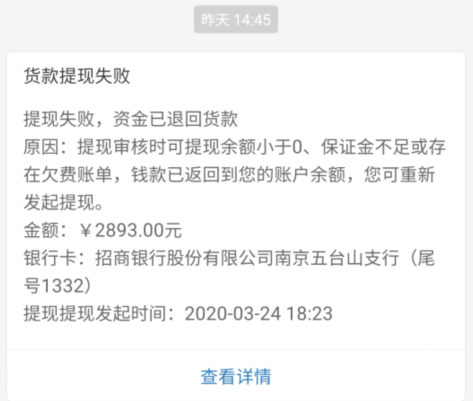 昨天 14:45
货款提现失败
提现失败，资金已退回货款
原因：提现审核时可提现余额小于0、保证金不足或存
在欠费账单，钱款已返回到您的账户余额，您可重新
发起提现。
金额：￥2893.00元
银行卡：招商银行股份有限公司南京五台山支行（尾
号1332）
提现提现发起时间：2020-03-24 18:23
查看详情